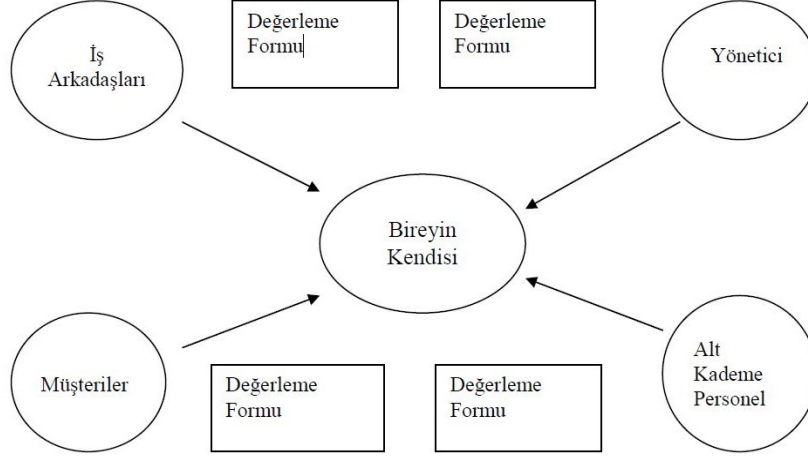 Değerleme
Formu
Değerleme
Formu
İş
Arkadaşları
Yönetici
Bireyin
Kendisi
Müşteriler
Değerleme
Formu
Değerleme
Formu
Alt
Kademe
Personel